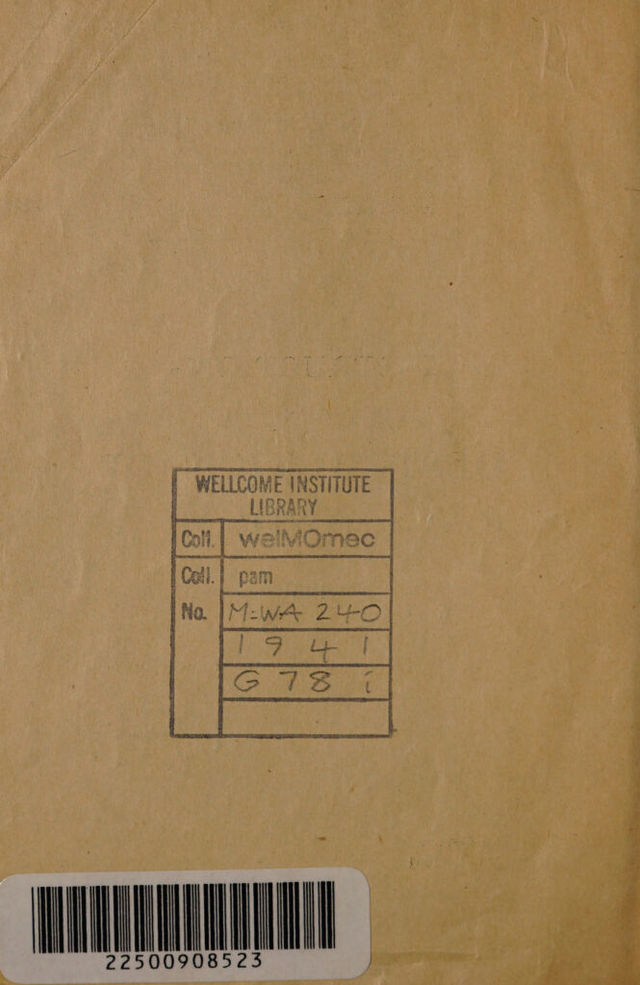 WELLCOME INSTITUTE
LIBRARY
Coll. welMOmec
Coll. pam
No. M:WA 240
1941
G78i
22500908523